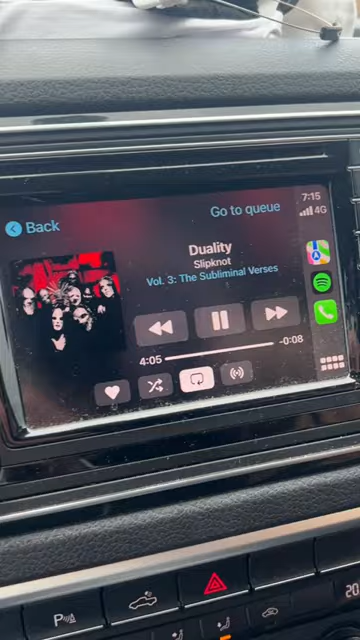 7:15
4G
Back
Go to queue
Duality
Slipknot
Vol. 3: The Subliminal Verses
4:05
-0:08
P
20